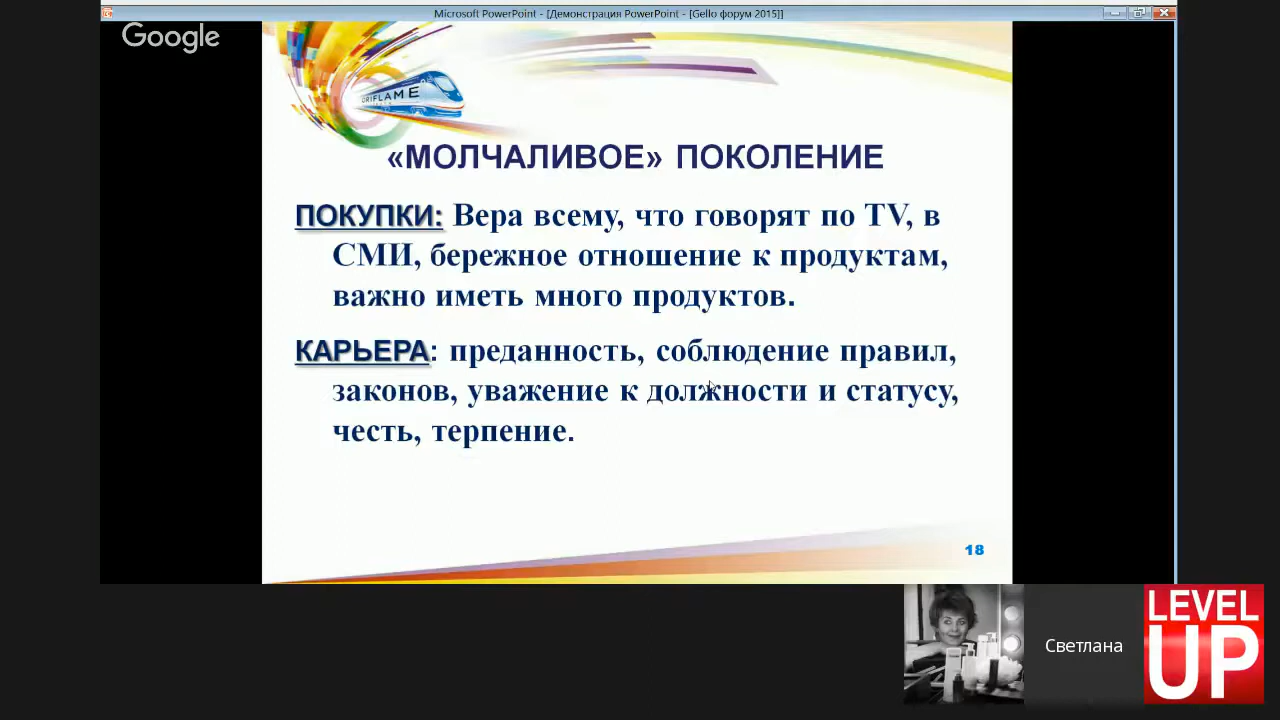 Microsoft PowerPoint - [Демонстрация PowerPoint - [Gello форум 2015]]
Google
ORIFLAME
«МОЛЧАЛИВОЕ» ПОКОЛЕНИЕ
ПОКУПКИ: Вера всему, что говорят по TV, в
СМИ, бережное отношение к продуктам,
важно иметь много продуктов.
КАРЬЕРА: преданность, соблюдение правил,
законов, уважение к должности и статусу,
честь, терпение.
18
Светлана
LEVEL
UP